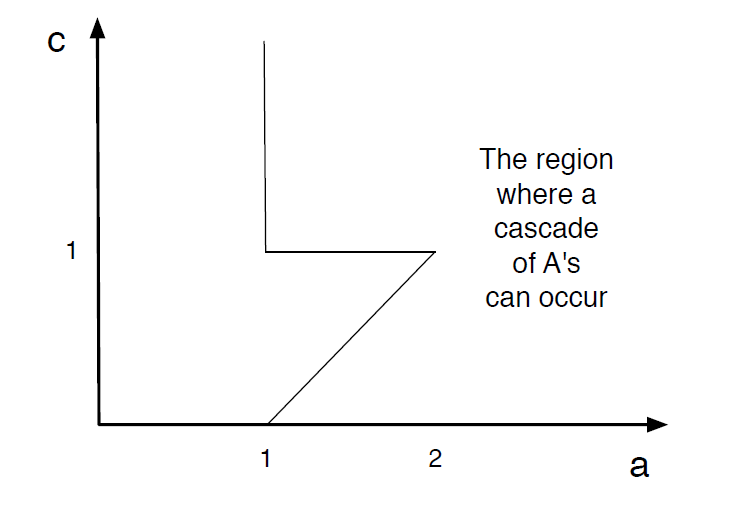 c
The region
where a
cascade
of A's
can occur
1
1
2
a